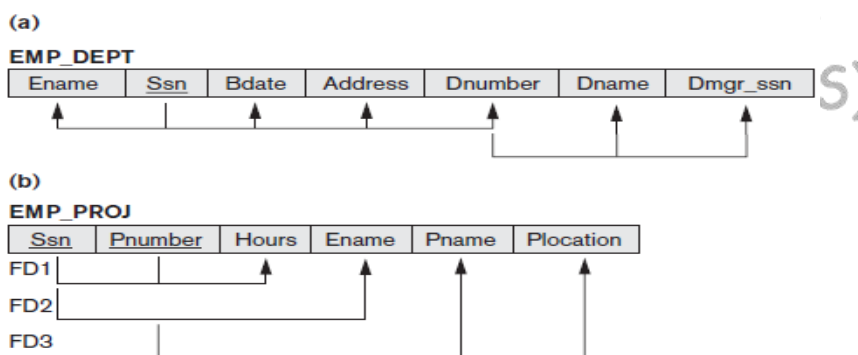 (a)
EMP_DEPT
Ename Ssn Bdate Address Dnumber Dname Dmgr_ssn
(b)
EMP_PROJ
Ssn Pnumber Hours Ename Pname Plocation
FD1
FD2
FD3